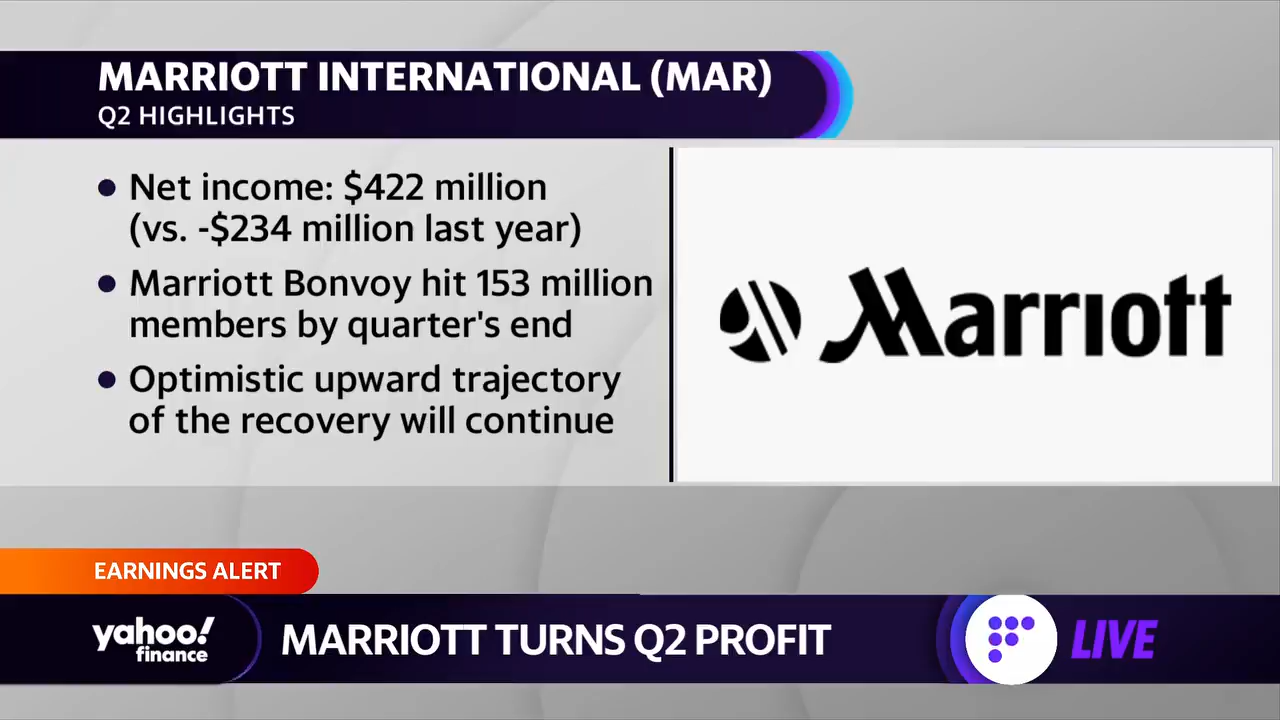 MARRIOTT INTERNATIONAL (MAR)
Q2 HIGHLIGHTS
Net income: $422 million
(vs. -$234 million last year)
Marriott Bonvoy hit 153 million
members by quarter's end
Optimistic upward trajectory
of the recovery will continue
Marriott
EARNINGS ALERT
yahoo!
finance
MARRIOTT TURNS Q2 PROFIT
LIVE